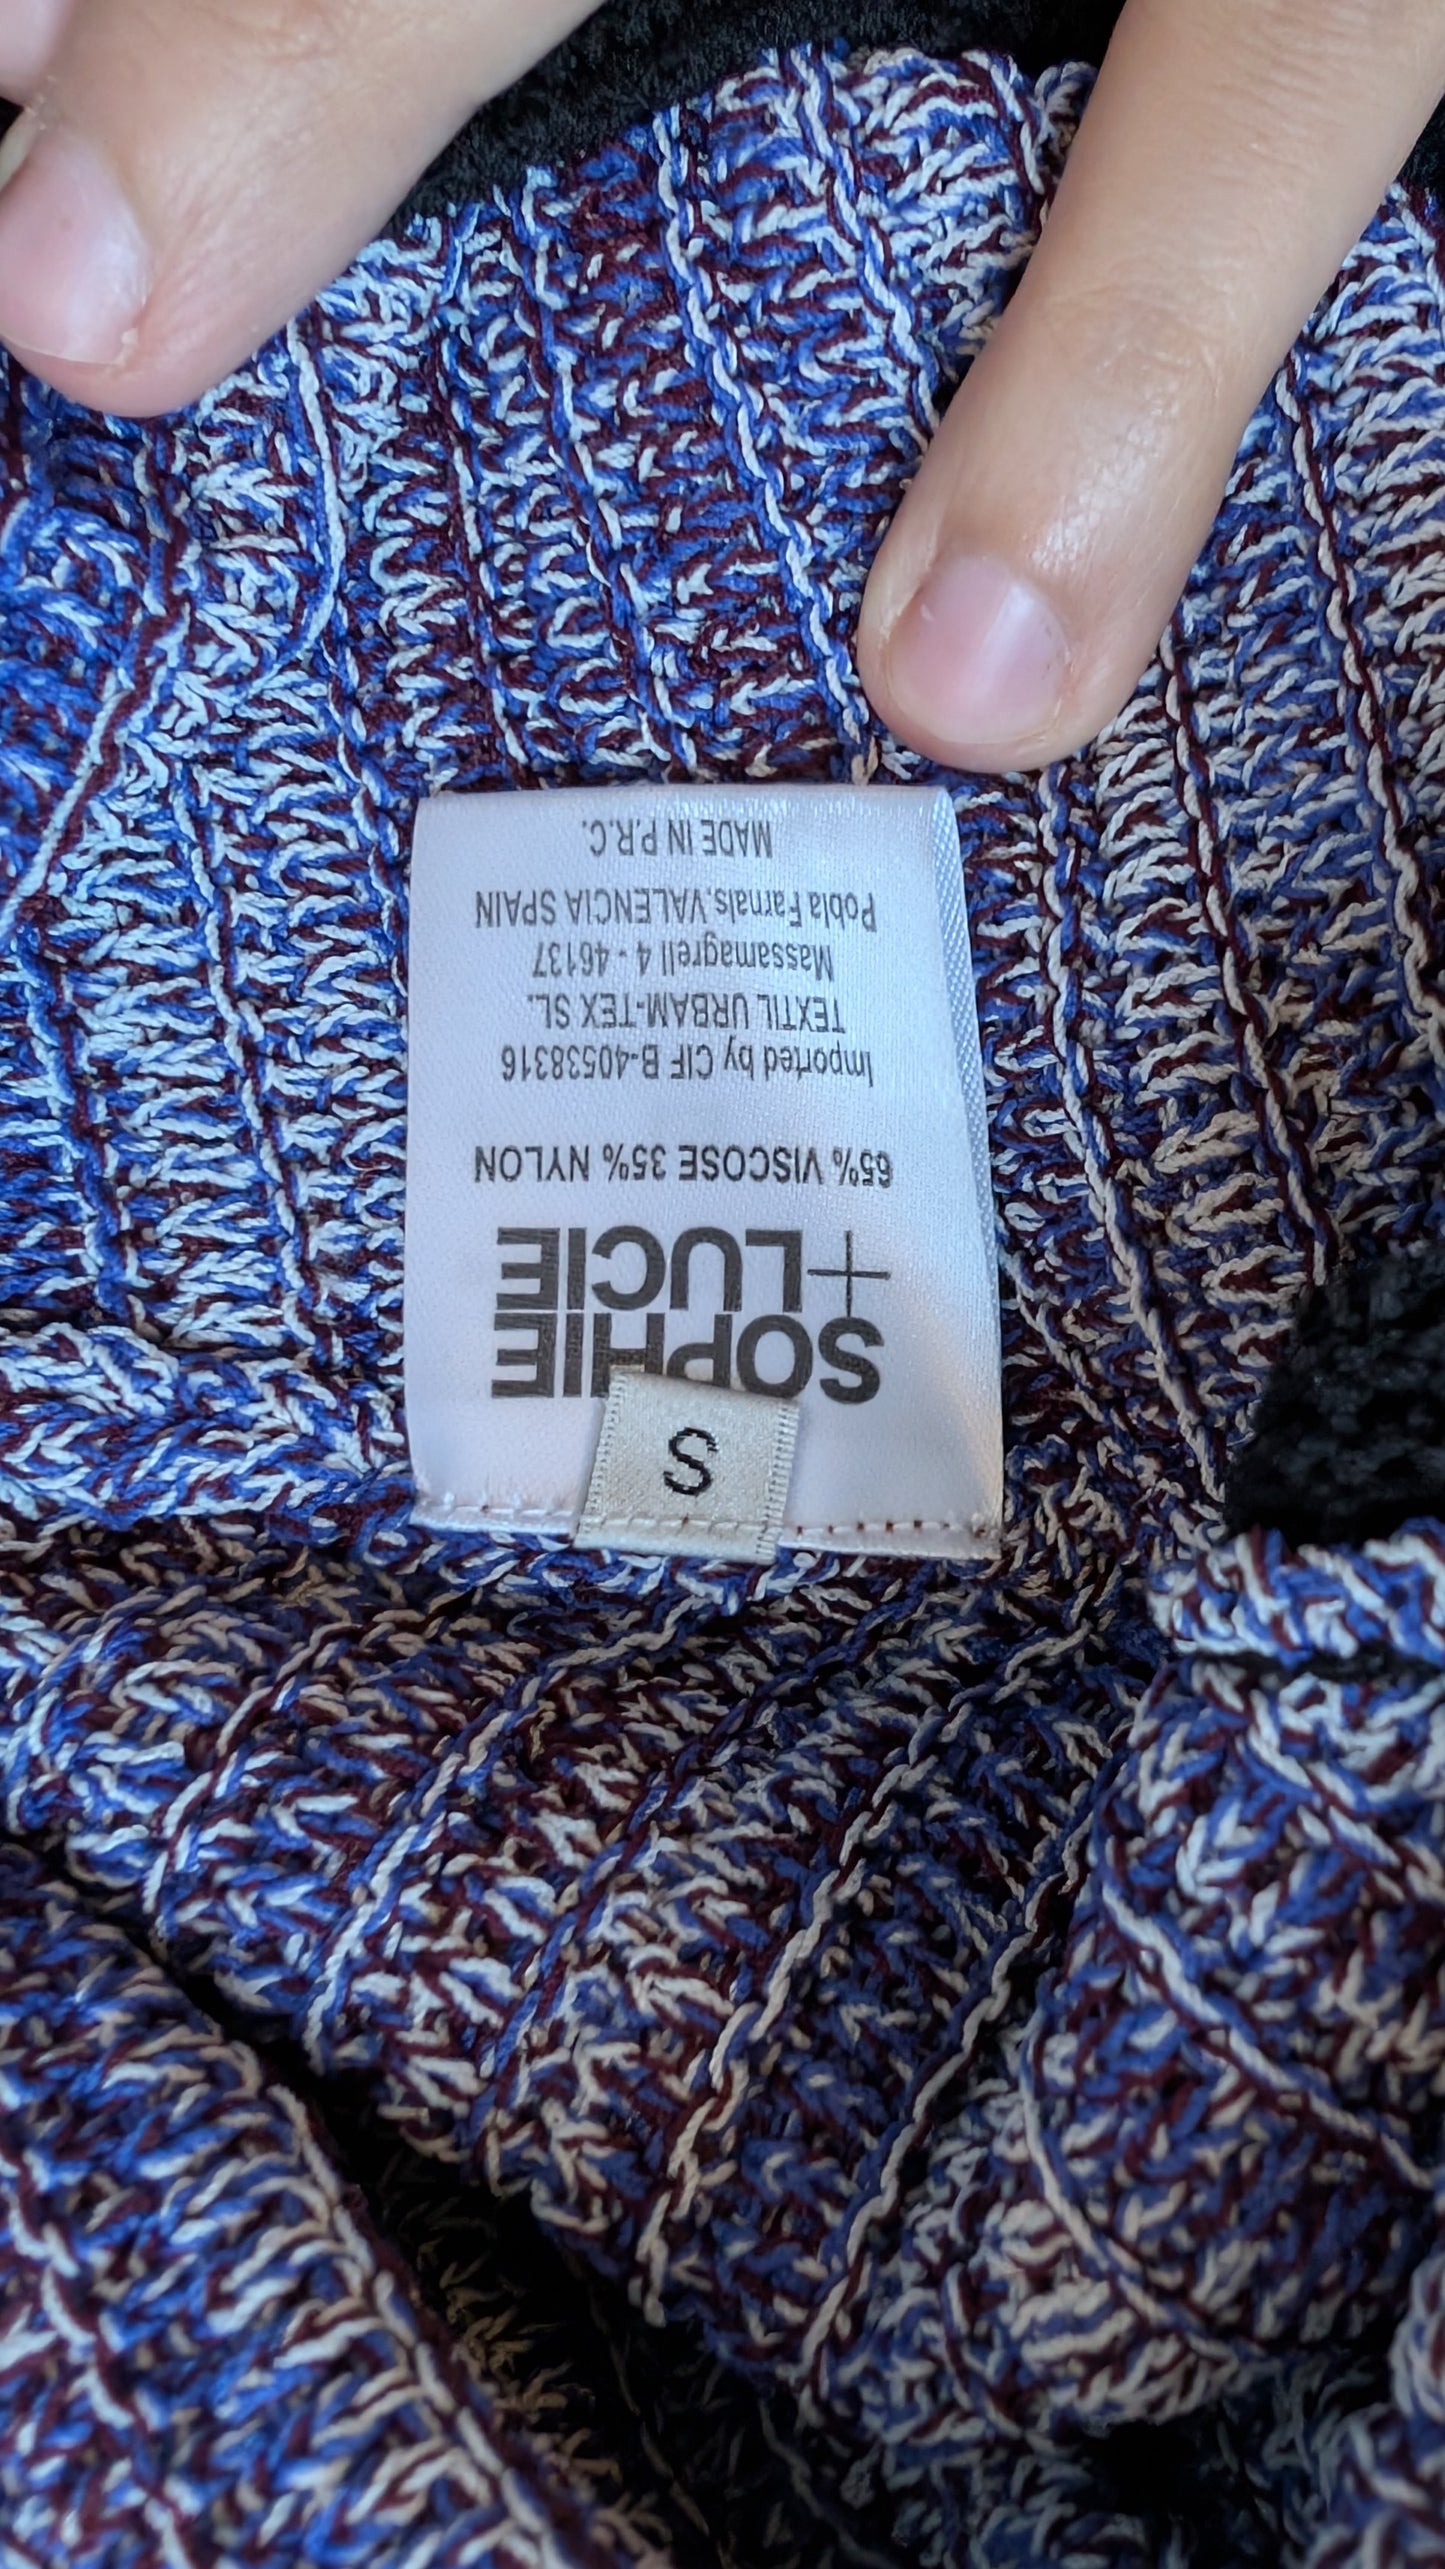 S
SOPHIE
+LUCIE
65% VISCOSE 35% NYLON
Imported by CIF B-40538316
TEXTIL URBAM-TEX SL.
Massamagrell 4 - 46137
Pobla Farnals, VALENCIA SPAIN
MADE IN P.R.C.